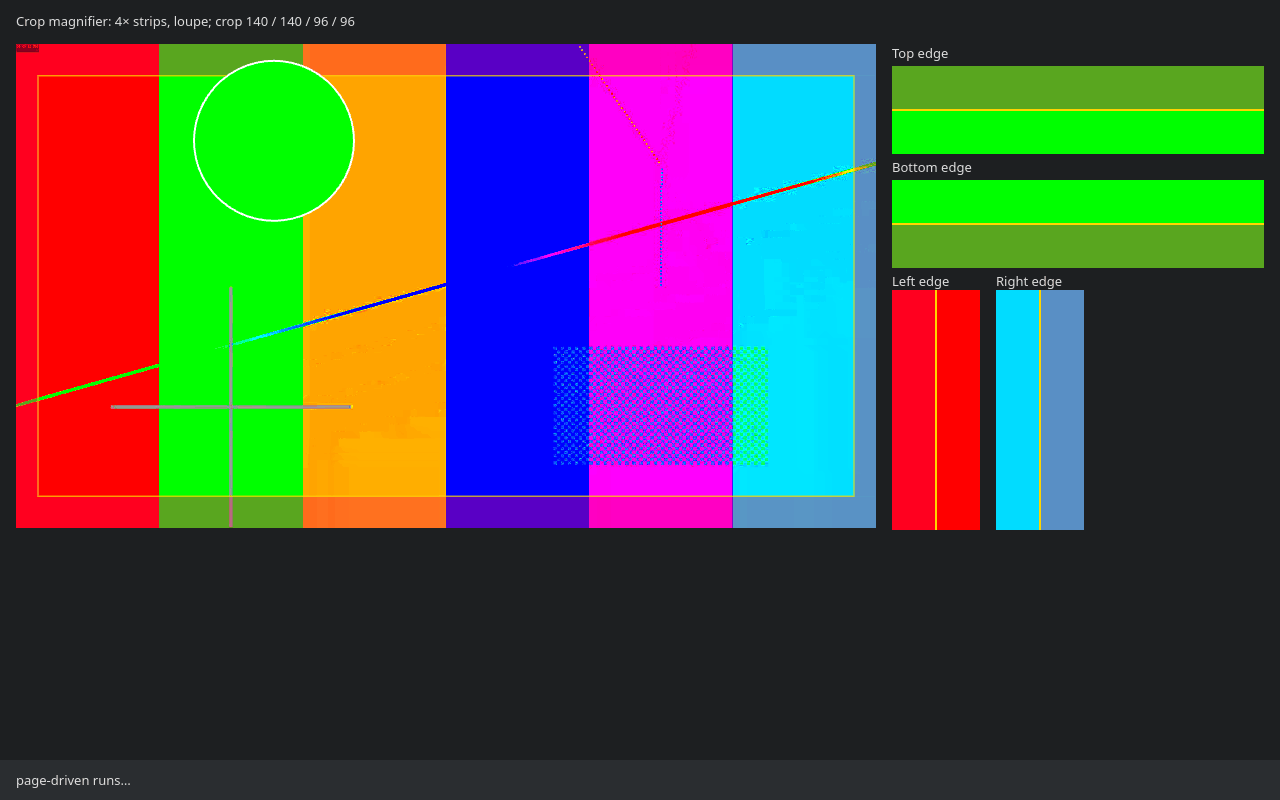 Crop magnifier: 4× strips, loupe; crop 140 / 140 / 96 / 96
Top edge
Bottom edge
Left edge
Right edge
page-driven runs...